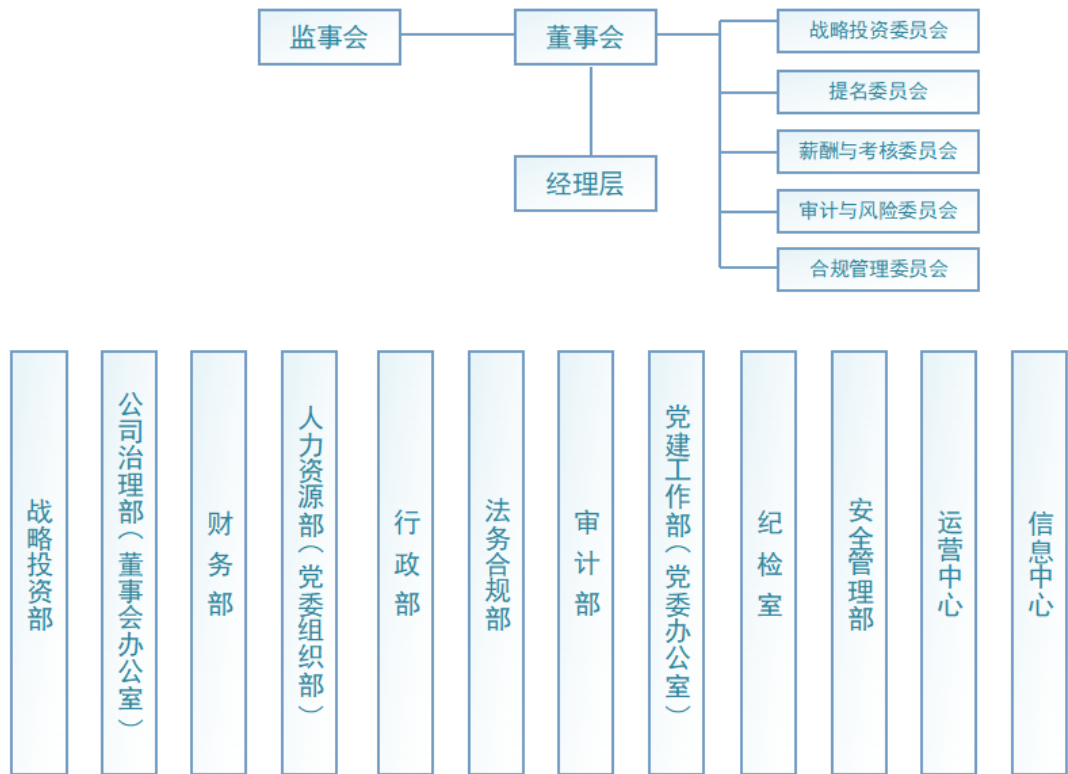 监事会
董事会
战略投资委员会
提名委员会
薪酬与考核委员会
经理层
审计与风险委员会
合规管理委员会
战略投资部
公司治理部（董事会办公室）
财务部
人力资源部（党委组织部）
行政部
法务合规部
审计部
党建工作部（党委办公室）
纪检室
安全管理部
运营中心
信息中心